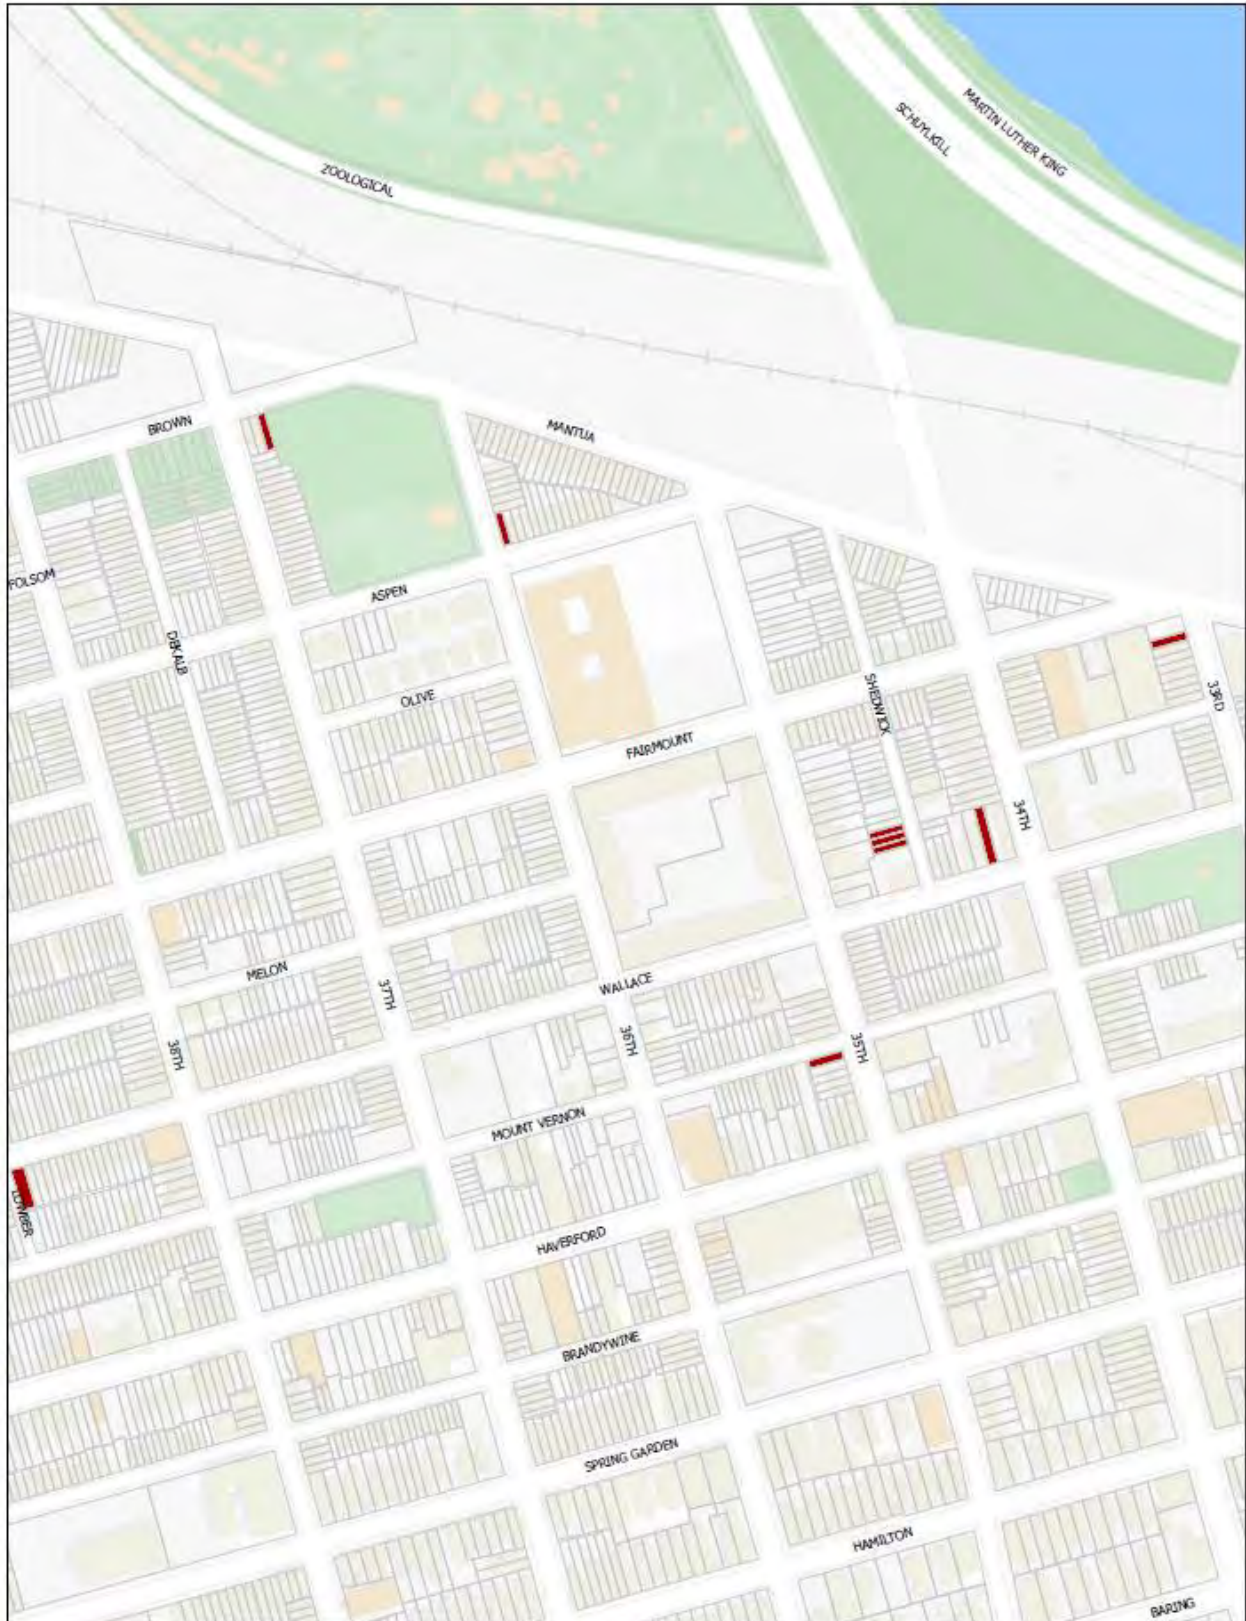 MARTIN LUTHER KING
SCHUYLKILL
ZOOLOGICAL
BROWN
MANTUA
FOLSOM
ASPEN
DEKALB
OLIVE
SHEDWICK
33RD
FAIRMOUNT
34TH
MELON
37TH
WALLACE
38TH
36TH
35TH
MOUNT VERNON
LOWBER
HAVERFORD
BRANDYWINE
SPRING GARDEN
HAMILTON
BARING